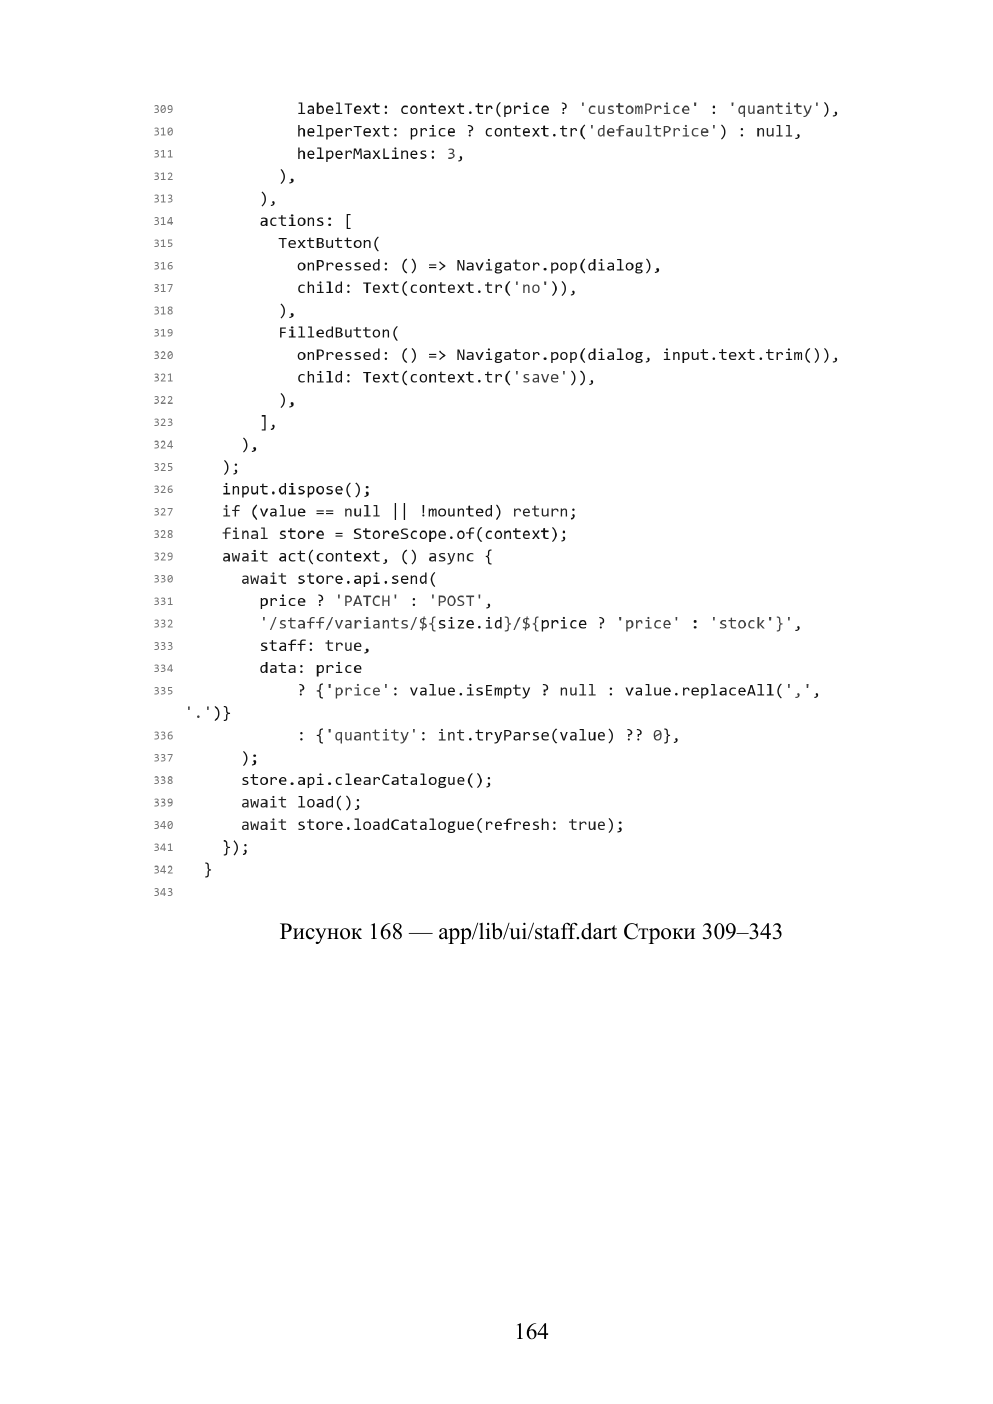 309 labelText: context.tr(price ? 'customPrice' : 'quantity'),
310 helperText: price ? context.tr('defaultPrice') : null,
311 helperMaxLines: 3,
312 ),
313 ),
314 actions: [
315 TextButton(
316 onPressed: () => Navigator.pop(dialog),
317 child: Text(context.tr('no')),
318 ),
319 FilledButton(
320 onPressed: () => Navigator.pop(dialog, input.text.trim()),
321 child: Text(context.tr('save')),
322 ),
323 ],
324 ),
325 );
326 input.dispose();
327 if (value == null || !mounted) return;
328 final store = StoreScope.of(context);
329 await act(context, () async {
330 await store.api.send(
331 price ? 'PATCH' : 'POST',
332 '/staff/variants/${size.id}/${price ? 'price' : 'stock'}',
333 staff: true,
334 data: price
335 ? {'price': value.isEmpty ? null : value.replaceAll(',',
'.')}
336 : {'quantity': int.tryParse(value) ?? 0},
337 );
338 store.api.clearCatalogue();
339 await load();
340 await store.loadCatalogue(refresh: true);
341 });
342 }
343
Рисунок 168 — app/lib/ui/staff.dart Строки 309–343
164